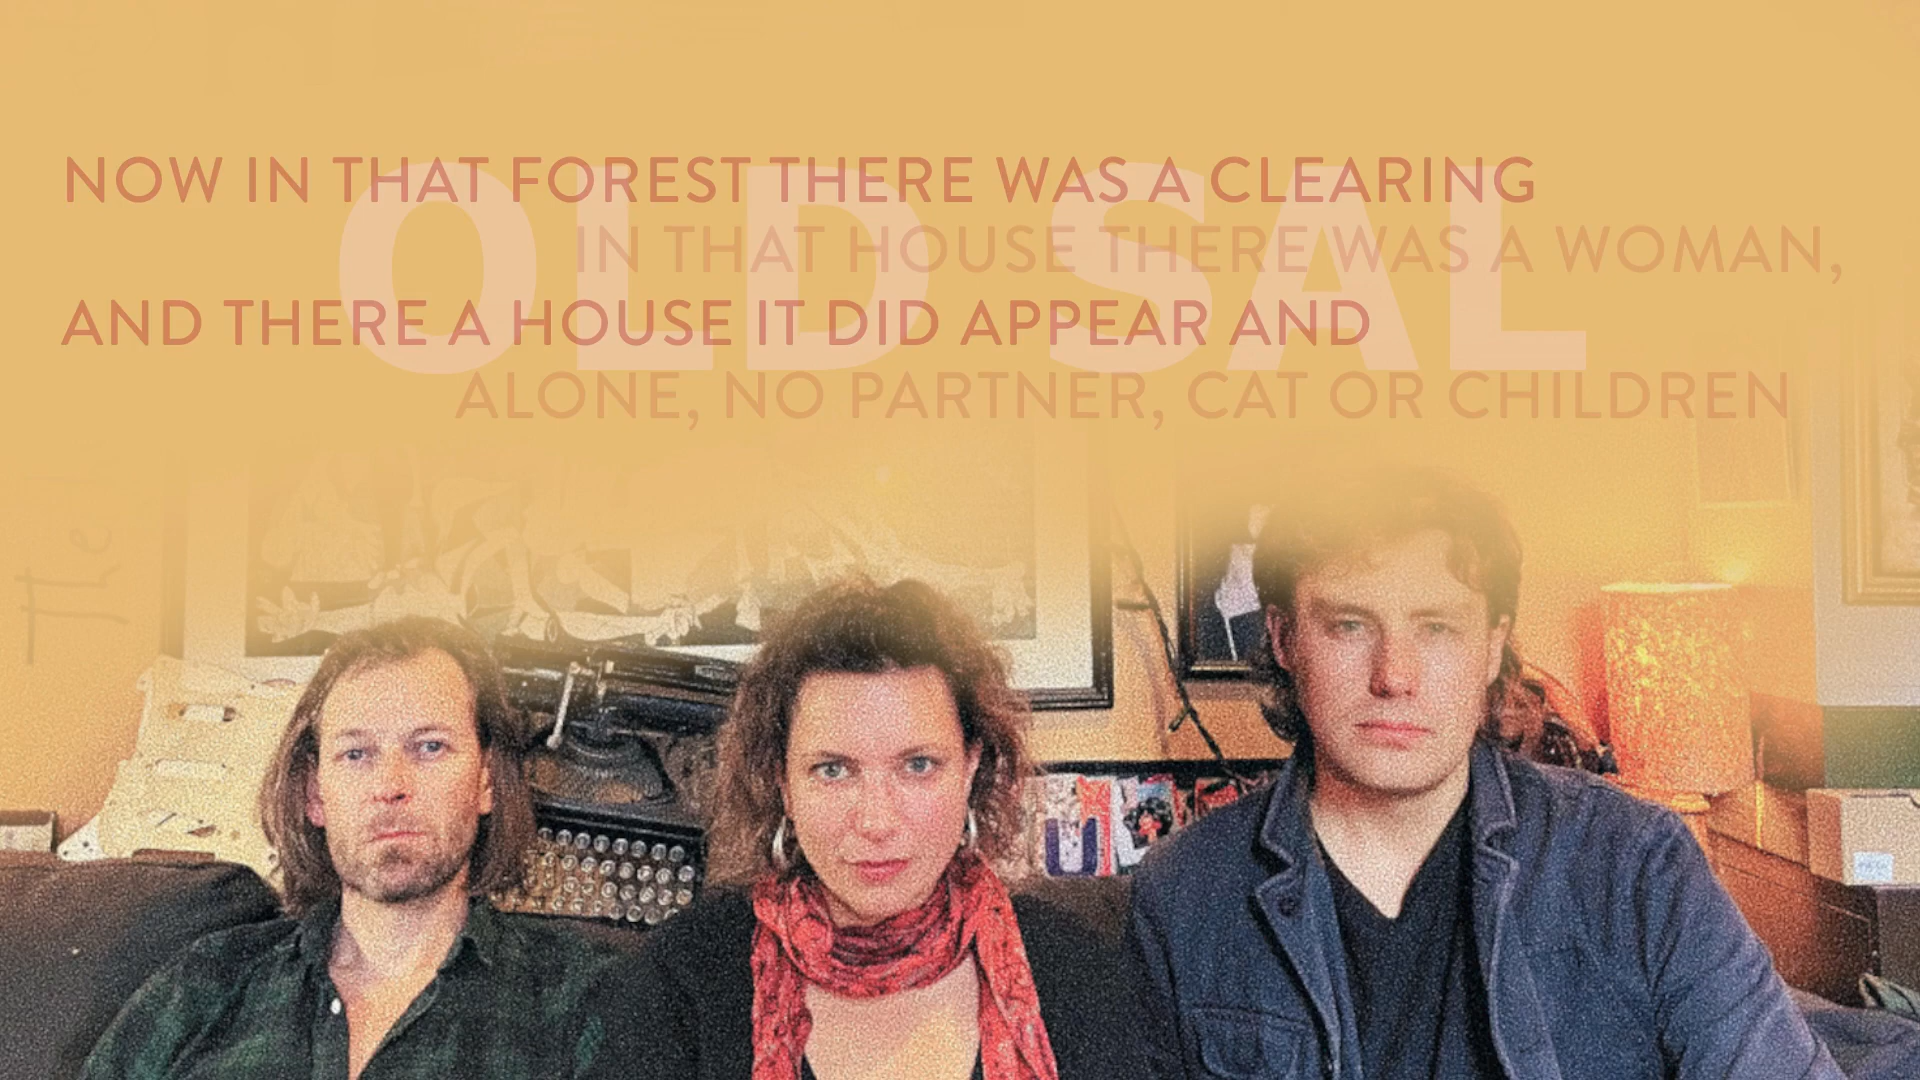 OLD SAL
NOW IN THAT FOREST THERE WAS A CLEARING
IN THAT HOUSE THERE WAS A WOMAN,
AND THERE A HOUSE IT DID APPEAR AND
ALONE, NO PARTNER, CAT OR CHILDREN